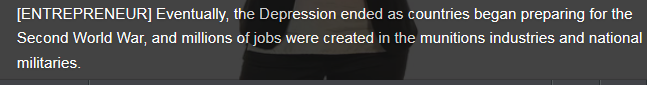 [ENTREPRENEUR] Eventually, the Depression ended as countries began preparing for the
Second World War, and millions of jobs were created in the munitions industries and national
militaries.